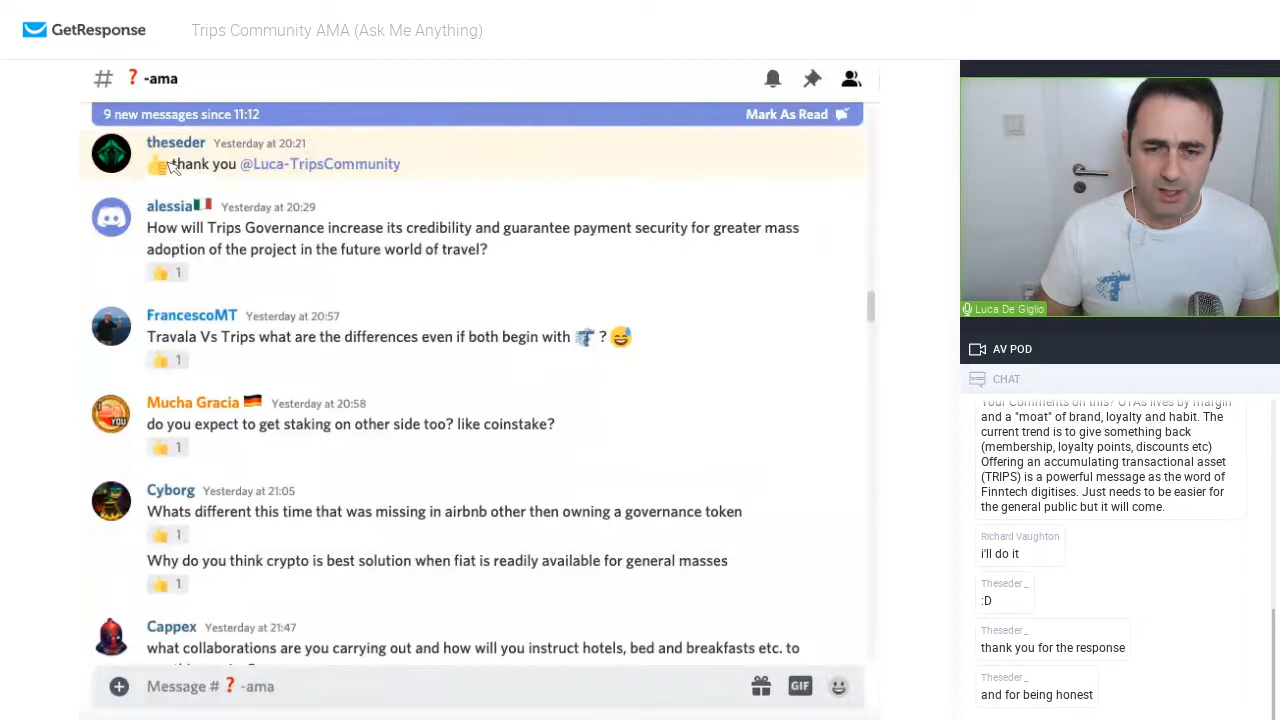 GetResponse
Trips Community AMA (Ask Me Anything)
# ❓ -ama
9 new messages since 11:12
Mark As Read
theseder Yesterday at 20:21
👍 thank you @Luca-TripsCommunity
alessia🇮🇹 Yesterday at 20:29
How will Trips Governance increase its credibility and guarantee payment security for greater mass
adoption of the project in the future world of travel?
👍 1
FrancescoMT Yesterday at 20:57
Travala Vs Trips what are the differences even if both begin with ? 😅
👍 1
Mucha Gracia 🇩🇪 Yesterday at 20:58
do you expect to get staking on other side too? like coinstake?
👍 1
Cyborg Yesterday at 21:05
Whats different this time that was missing in airbnb other then owning a governance token
👍 1
Why do you think crypto is best solution when fiat is readily available for general masses
👍 1
Cappex Yesterday at 21:47
what collaborations are you carrying out and how will you instruct hotels, bed and breakfasts etc. to
Message # ❓ -ama
GIF
YOU
Luca De Giglio
AV POD
CHAT
Your Comments on this? OTAs lives by margin
and a "moat" of brand, loyalty and habit. The
current trend is to give something back
(membership, loyalty points, discounts etc)
Offering an accumulating transactional asset
(TRIPS) is a powerful message as the word of
Finntech digitises. Just needs to be easier for
the general public but it will come.
Richard Vaughton
i'll do it
Theseder_
:D
Theseder_
thank you for the response
Theseder_
and for being honest